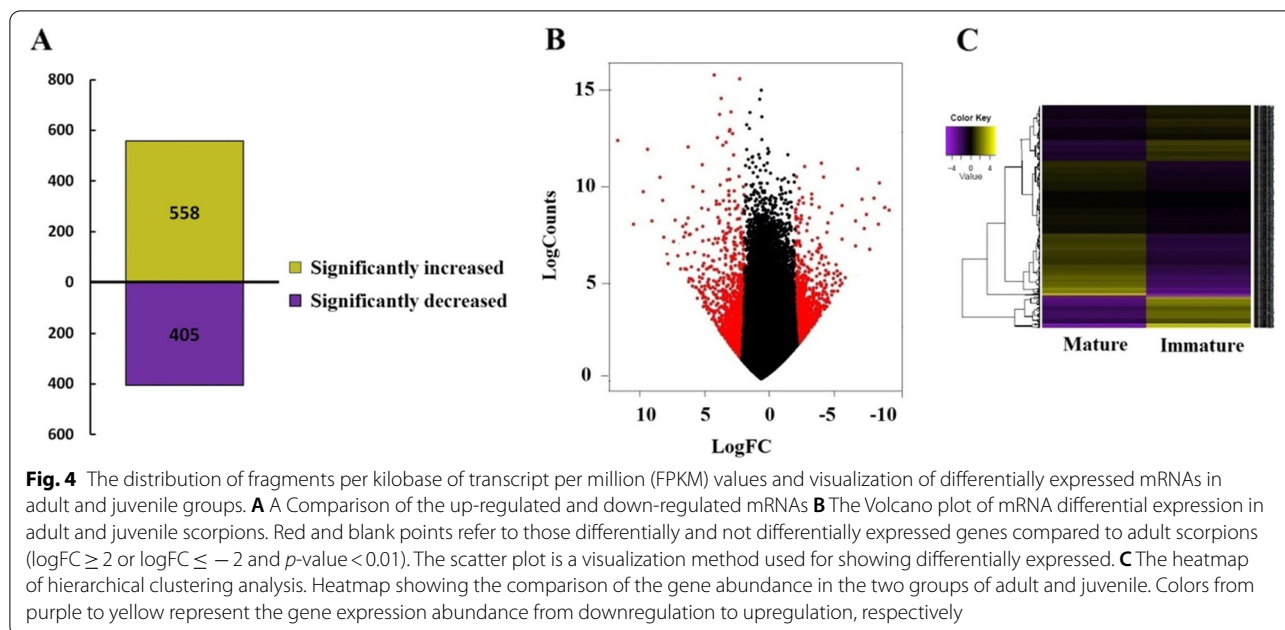 A
800
600
400
200
0
200
400
600
558
405
Significantly increased
Significantly decreased
B
LogCounts
15
10
5
0
10 5 0 -5 -10
LogFC
C
Color Key
-4 0 4
Value
Mature Immature
Fig. 4 The distribution of fragments per kilobase of transcript per million (FPKM) values and visualization of differentially expressed mRNAs in
adult and juvenile groups. A A Comparison of the up-regulated and down-regulated mRNAs B The Volcano plot of mRNA differential expression in
adult and juvenile scorpions. Red and blank points refer to those differentially and not differentially expressed genes compared to adult scorpions
(logFC ≥ 2 or logFC ≤ − 2 and p-value < 0.01). The scatter plot is a visualization method used for showing differentially expressed. C The heatmap
of hierarchical clustering analysis. Heatmap showing the comparison of the gene abundance in the two groups of adult and juvenile. Colors from
purple to yellow represent the gene expression abundance from downregulation to upregulation, respectively